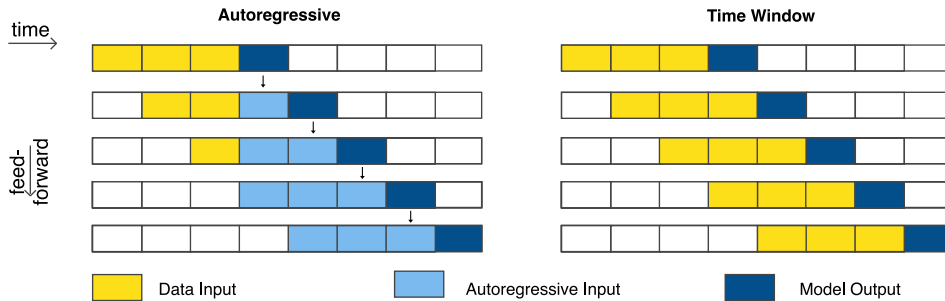 Autoregressive
Time Window
time
feed-
forward
Data Input
Autoregressive Input
Model Output